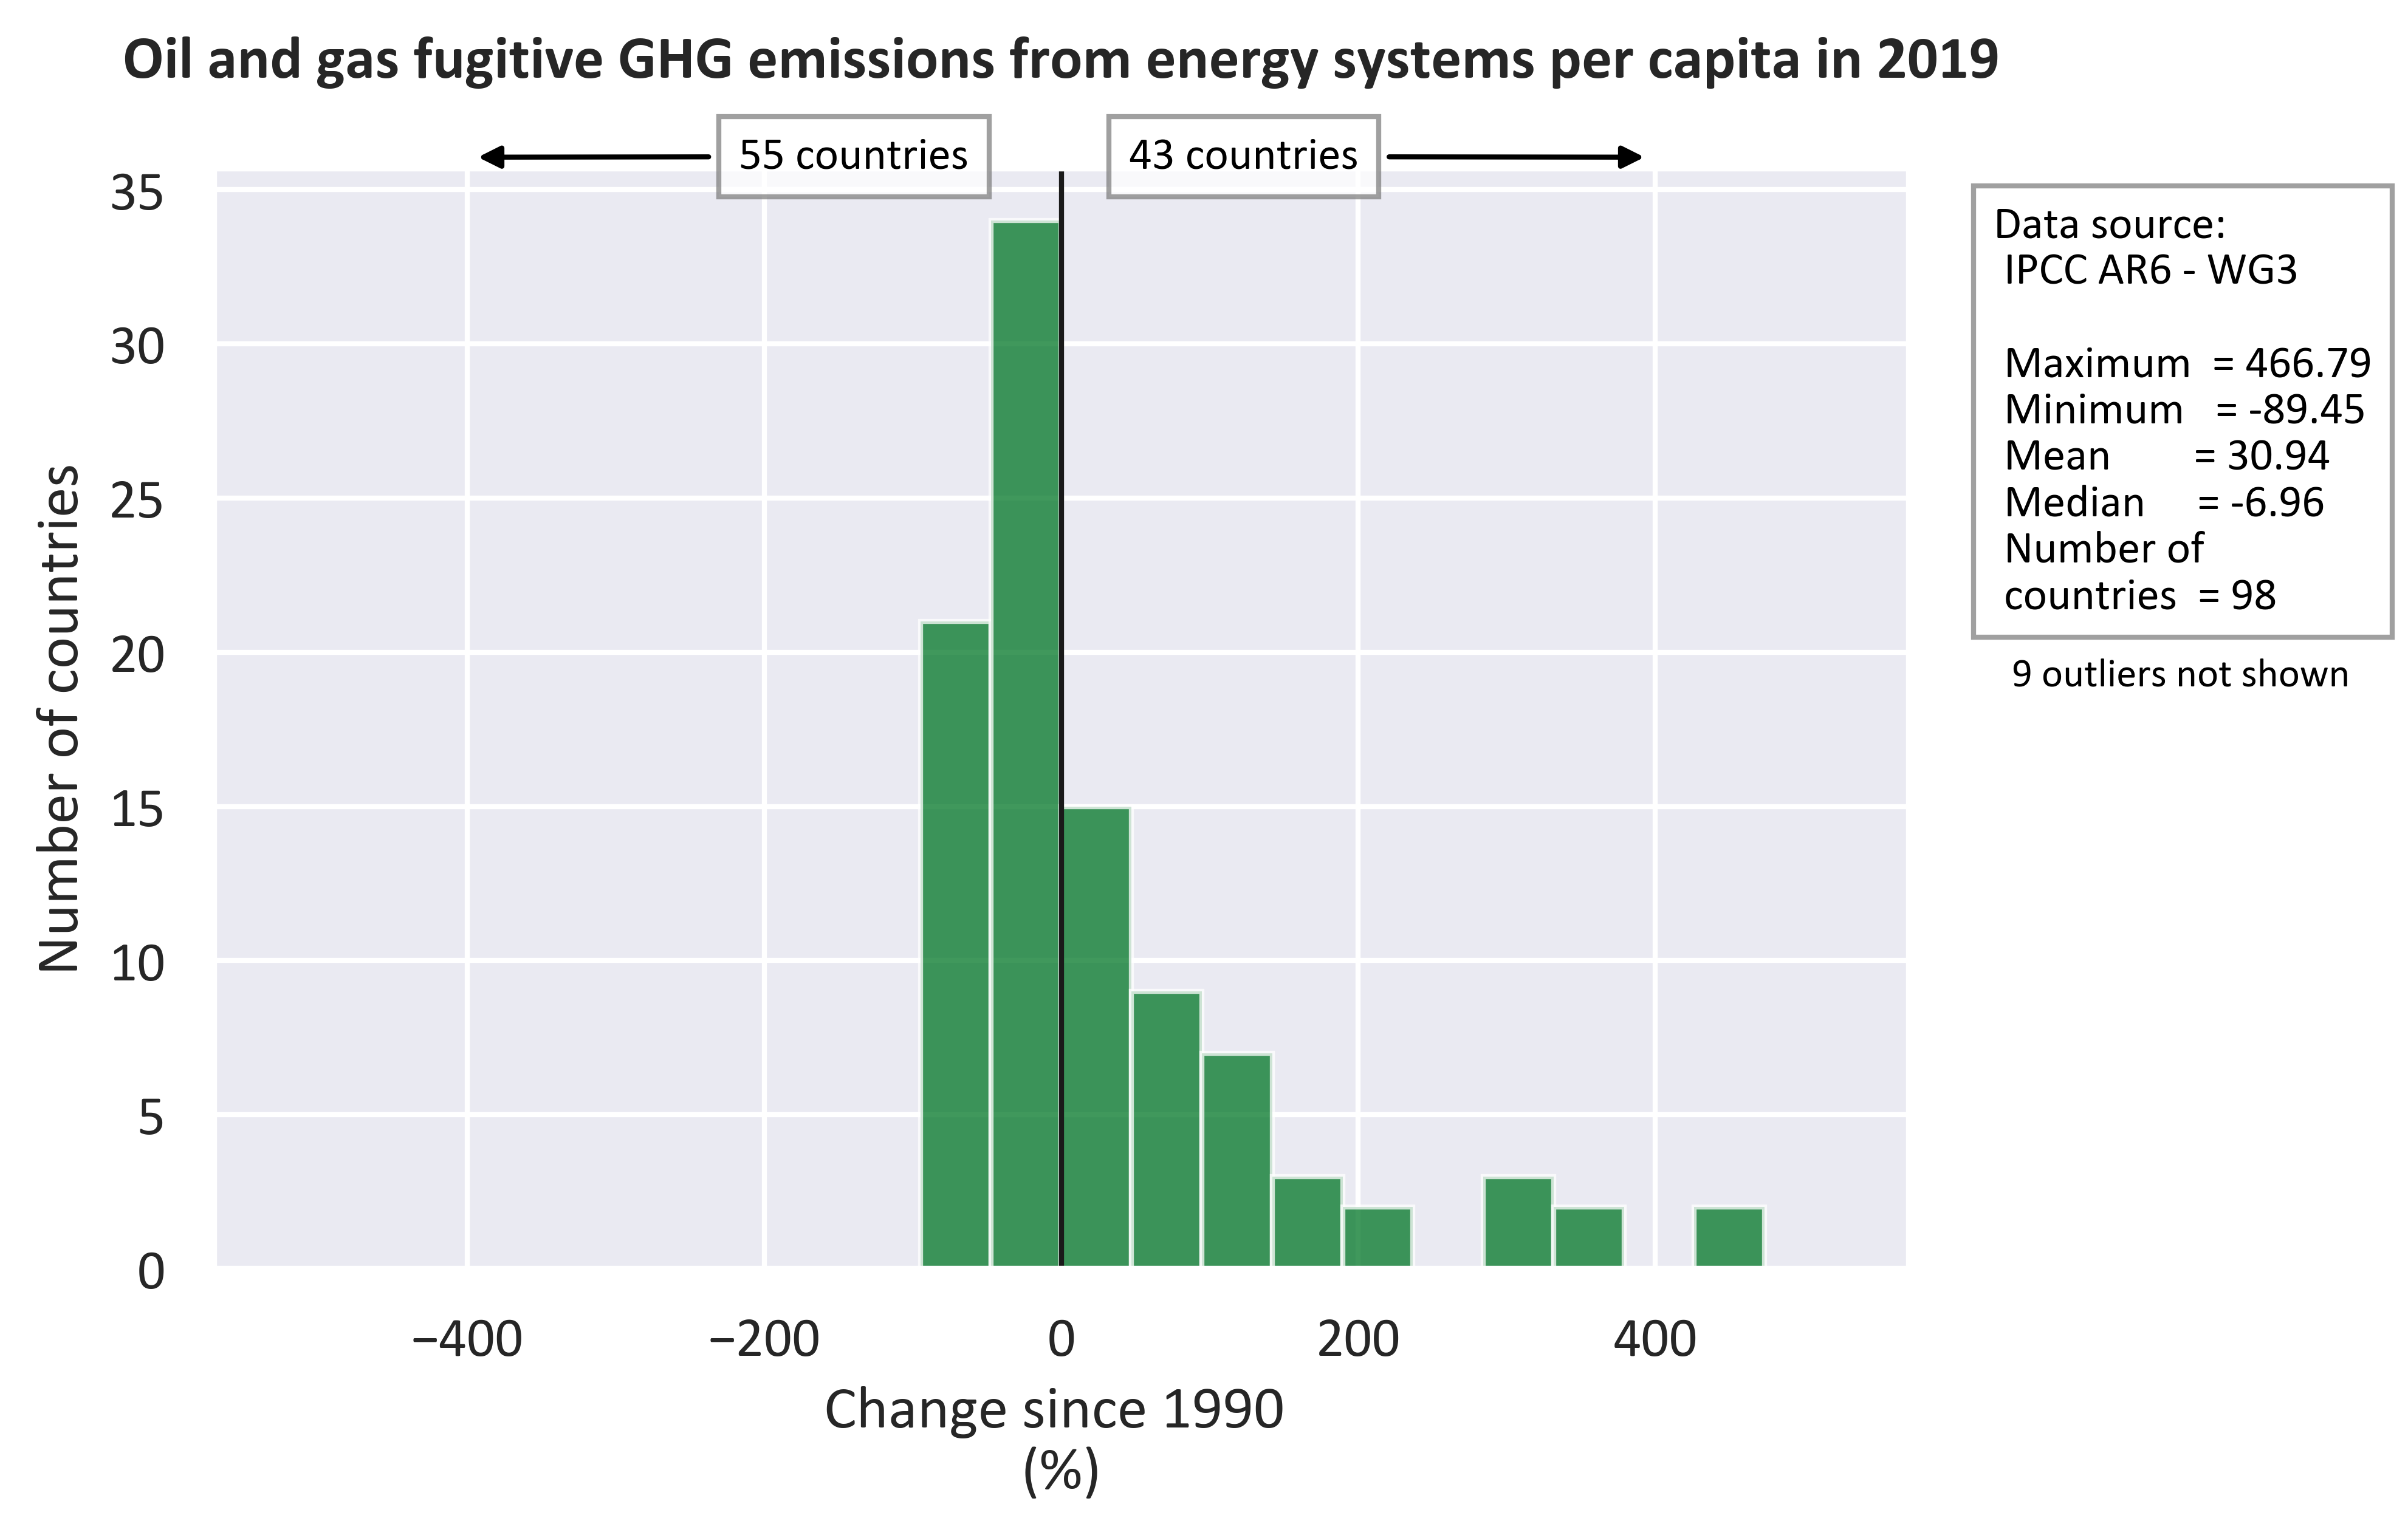 Oil and gas fugitive GHG emissions from energy systems per capita in 2019
55 countries
43 countries
35
30
25
20
15
10
5
0
Number of countries
−400
−200
0
200
400
Change since 1990
(%)
Data source:
IPCC AR6 - WG3
Maximum = 466.79
Minimum = -89.45
Mean = 30.94
Median = -6.96
Number of
countries = 98
9 outliers not shown